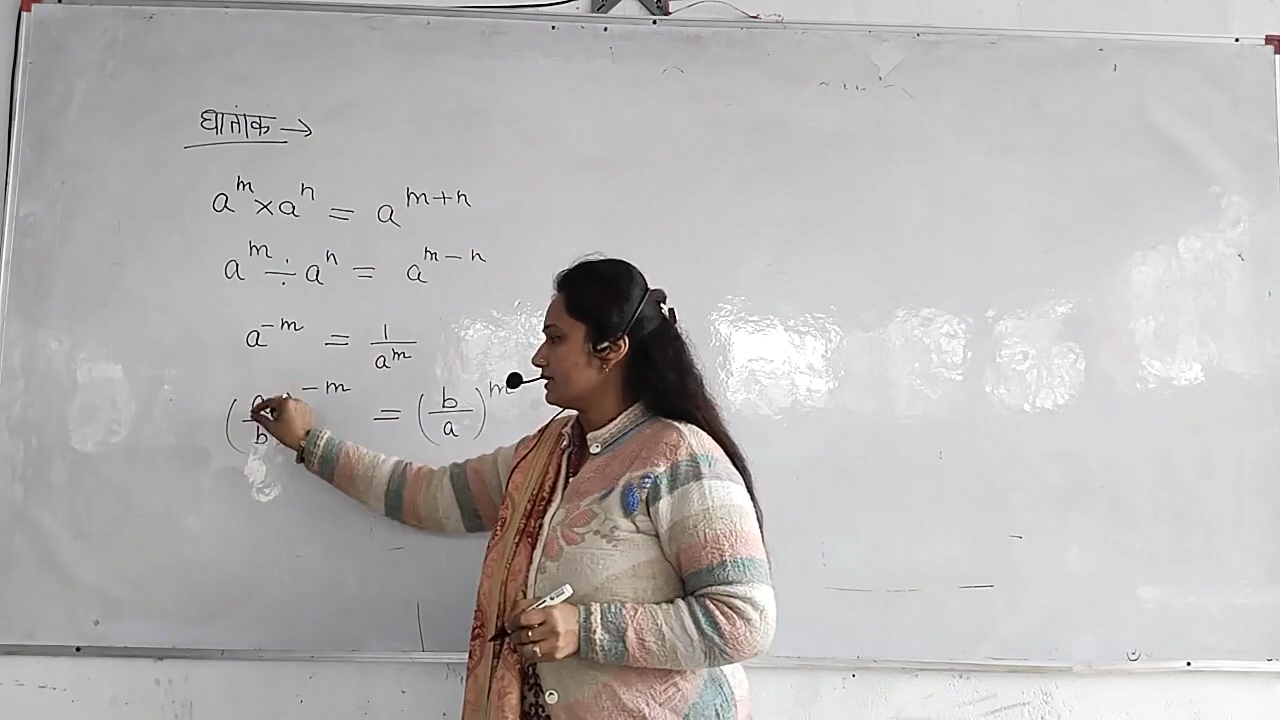 घातांक →
a^m × a^n = a^{m+n}
a^m ÷ a^n = a^{m-n}
a^{-m} = 1/a^m
(a/b)^{-m} = (b/a)^m